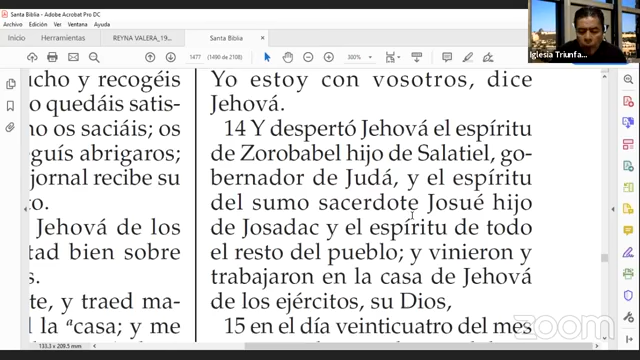 Santa Biblia - Adobe Acrobat Pro DC
Archivo Edición Ver Ventana Ayuda
Inicio
Herramientas
REYNA VALERA_19...
Santa Biblia
×
1477
(1490 de 2108)
300%
Iglesia Triunfa...
ucho y recogéis
o quedáis satis-
no os saciáis; os
eguís abrigaros;
jornal recibe su
to.
Jehová de los
tad bien sobre
s.
te, y traed ma-
l la ᵃcasa; y me
Yo estoy con vosotros, dice
Jehová.
14 Y despertó Jehová el espíritu
de Zorobabel hijo de Salatiel, go-
bernador de Judá, y el espíritu
del sumo sacerdote Josué hijo
de Josadac y el espíritu de todo
el resto del pueblo; y vinieron y
trabajaron en la casa de Jehová
de los ejércitos, su Dios,
15 en el día veinticuatro del mes
133.3 x 209.5 mm
zoom